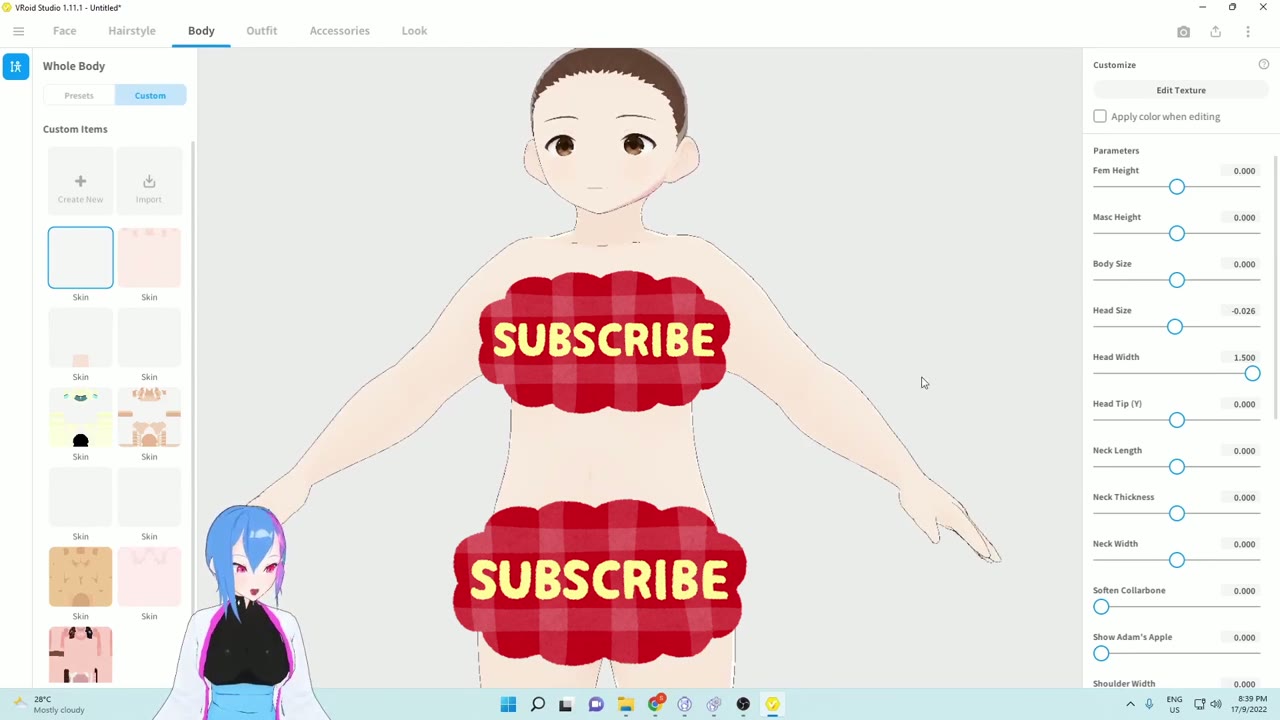 VRoid Studio 1.11.1 - Untitled*
Face Hairstyle Body Outfit Accessories Look
Whole Body
Presets Custom
Custom Items
Create New Import
Skin Skin
Skin Skin
Skin Skin
Skin Skin
Skin Skin
SUBSCRIBE
SUBSCRIBE
Customize
Edit Texture
Apply color when editing
Parameters
Fem Height 0.000
Masc Height 0.000
Body Size 0.000
Head Size -0.026
Head Width 1.500
Head Tip (Y) 0.000
Neck Length 0.000
Neck Thickness 0.000
Neck Width 0.000
Soften Collarbone 0.000
Show Adam's Apple 0.000
Shoulder Width 0.000
28°C
Mostly cloudy
ENG
US
8:39 PM
17/9/2022